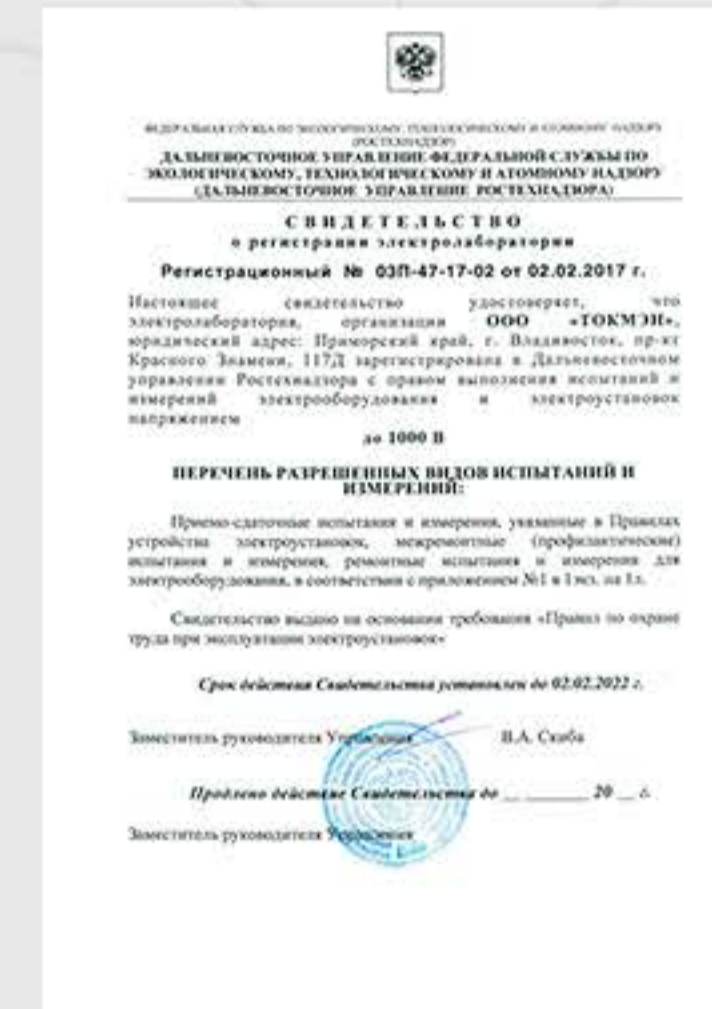 ФЕДЕРАЛЬНАЯ СЛУЖБА ПО ЭКОЛОГИЧЕСКОМУ, ТЕХНОЛОГИЧЕСКОМУ И АТОМНОМУ НАДЗОРУ
(РОСТЕХНАДЗОР)
ДАЛЬНЕВОСТОЧНОЕ УПРАВЛЕНИЕ ФЕДЕРАЛЬНОЙ СЛУЖБЫ ПО
ЭКОЛОГИЧЕСКОМУ, ТЕХНОЛОГИЧЕСКОМУ И АТОМНОМУ НАДЗОРУ
(ДАЛЬНЕВОСТОЧНОЕ УПРАВЛЕНИЕ РОСТЕХНАДЗОРА)
СВИДЕТЕЛЬСТВО
о регистрации электролаборатории
Регистрационный № 03П-47-17-02 от 02.02.2017 г.
Настоящее свидетельство удостоверяет, что
электролаборатория, организации ООО «ТОКМЭН»,
юридический адрес: Приморский край, г. Владивосток, пр-кт
Красного Знамени, 117Д зарегистрирована в Дальневосточном
управлении Ростехнадзора с правом выполнения испытаний и
измерений электрооборудования и электроустановок
напряжением
до 1000 В
ПЕРЕЧЕНЬ РАЗРЕШЕННЫХ ВИДОВ ИСПЫТАНИЙ И
ИЗМЕРЕНИЙ:
Приемо-сдаточные испытания и измерения, указанные в Правилах
устройства электроустановок, межремонтные (профилактические)
испытания и измерения, ремонтные испытания и измерения для
электрооборудования, в соответствии с приложением №1 в 1экз. на 1л.
Свидетельство выдано на основании требования «Правил по охране
труда при эксплуатации электроустановок»
Срок действия Свидетельства установлен до 02.02.2022 г.
Заместитель руководителя Управления В.А. Скиба
Продлено действие Свидетельства до __ ________ 20 __ г.
Заместитель руководителя Управления